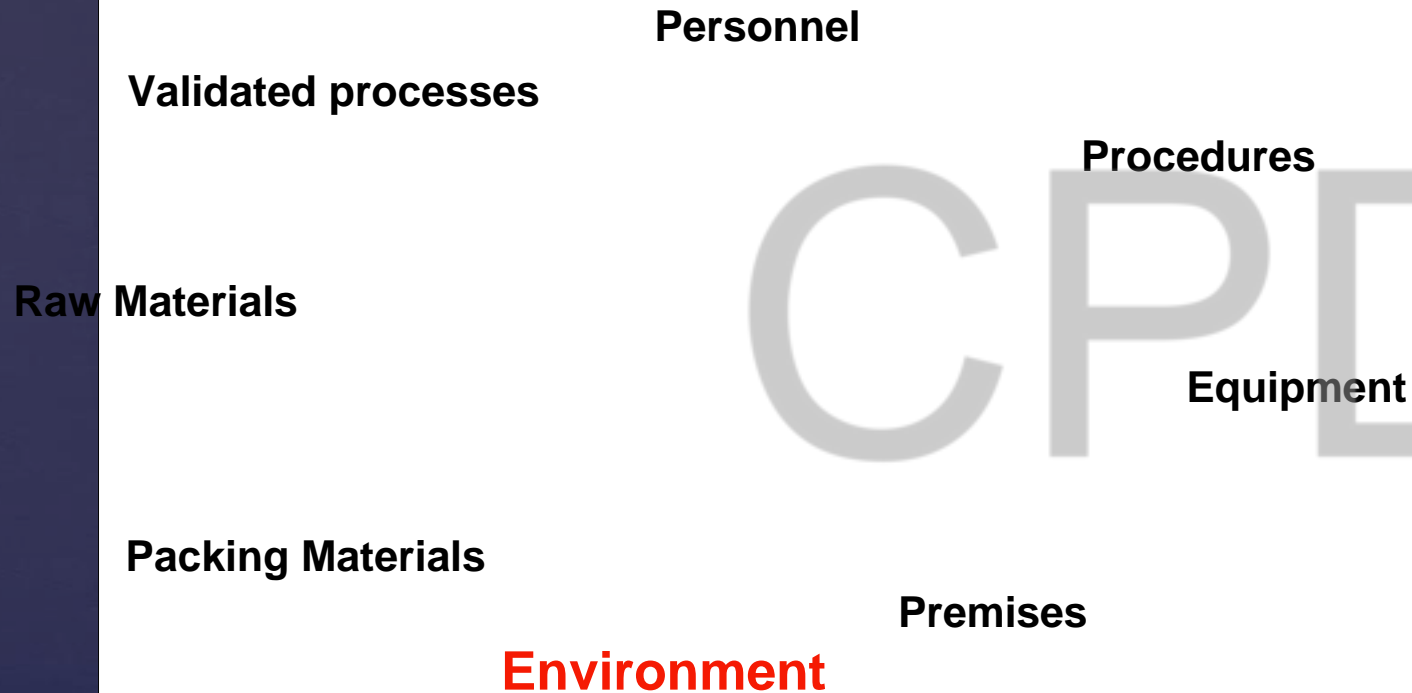 Personnel
Validated processes
Procedures
Raw Materials
Equipment
Packing Materials
Premises
Environment